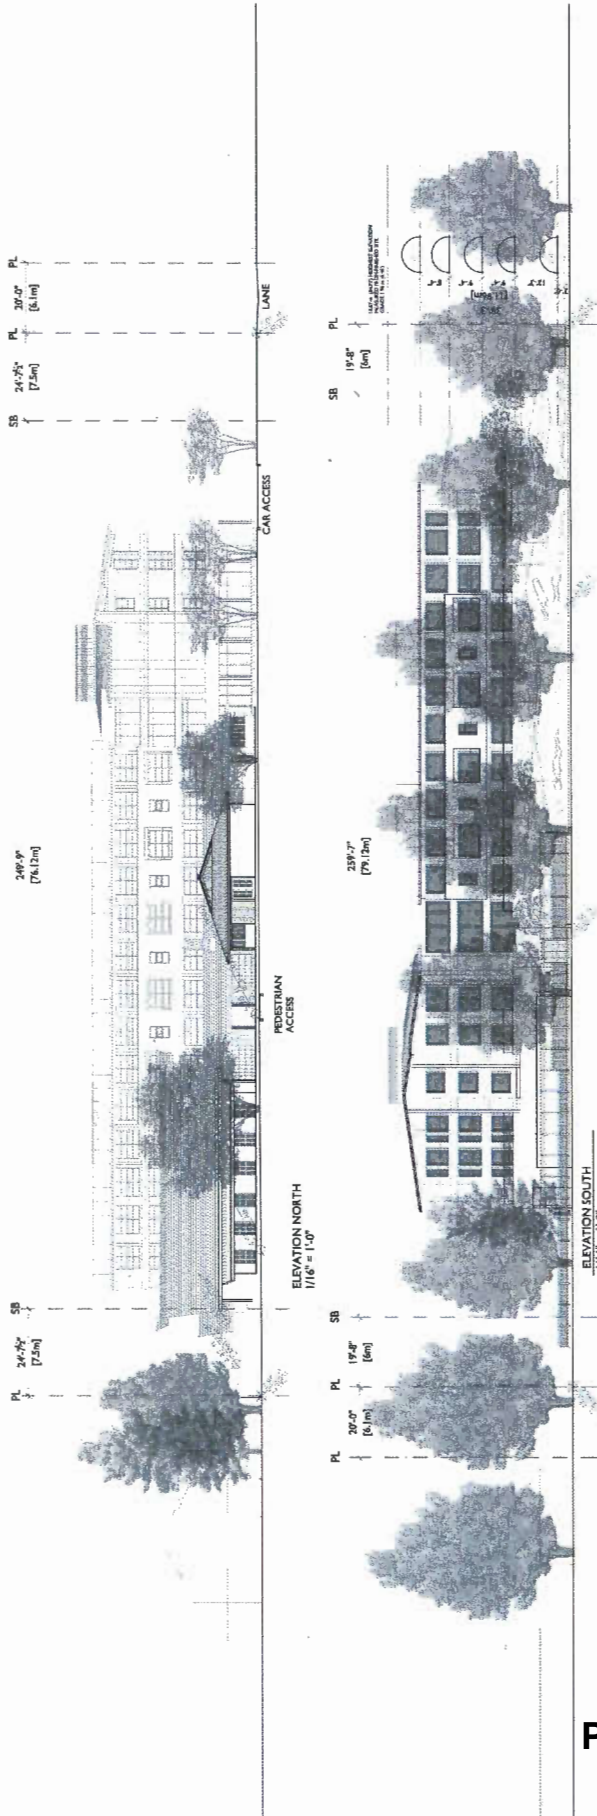 PL
24'-7½"
[7.5m]
SB
249'-9"
[76.12m]
SB
24'-7½"
[7.5m]
PL
20'-0"
[6.1m]
PL
PEDESTRIAN
ACCESS
CAR ACCESS
LANE
ELEVATION NORTH
1/16" = 1'-0"
PL
20'-0"
[6.1m]
PL
19'-8"
[6m]
SB
259'-7"
[79.12m]
SB
19'-8"
[6m]
PL
ELEVATION SOUTH
P